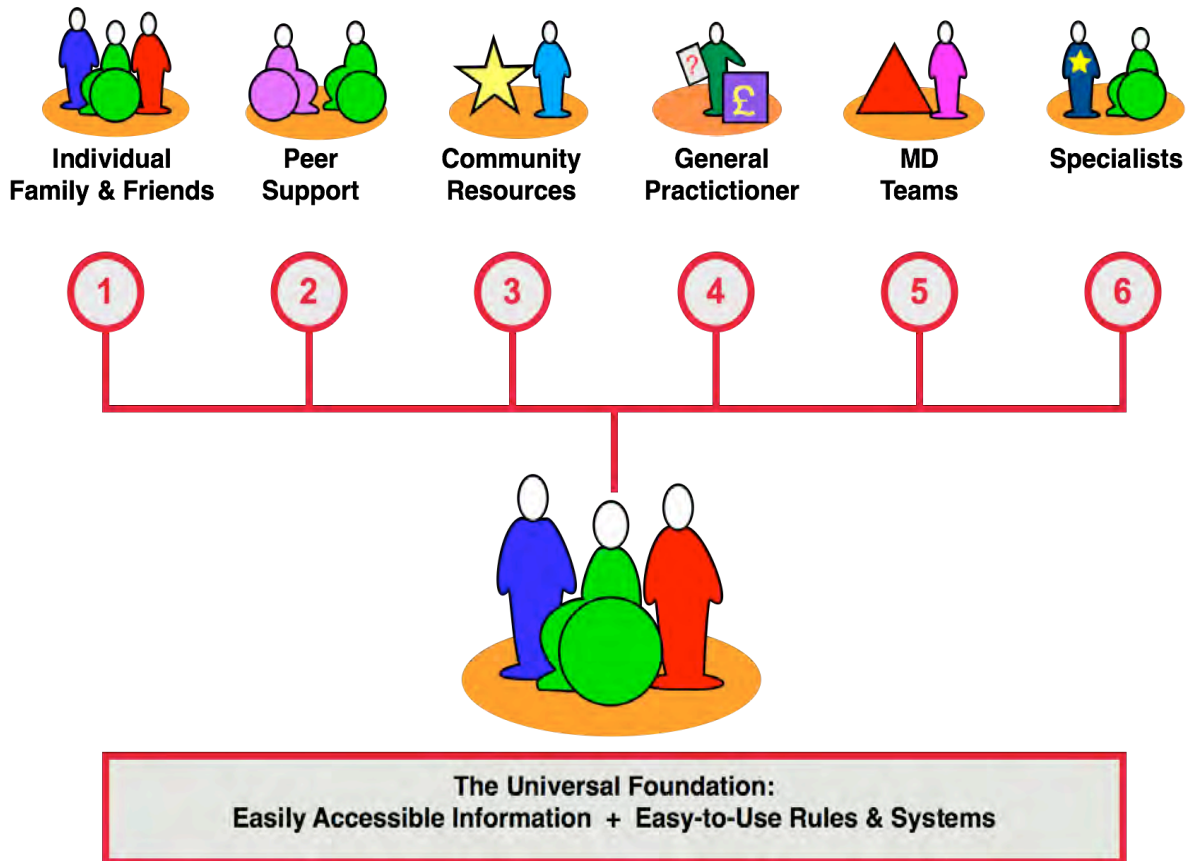 ?
£
Individual
Family & Friends
Peer
Support
Community
Resources
General
Practictioner
MD
Teams
Specialists
1
2
3
4
5
6
The Universal Foundation:
Easily Accessible Information + Easy-to-Use Rules & Systems